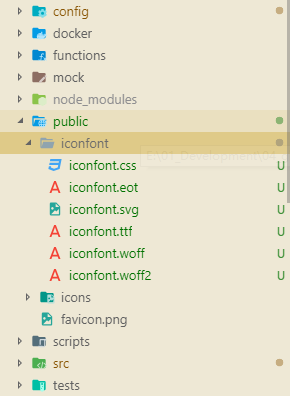 config
docker
functions
mock
node_modules
public
iconfont
iconfont.css U
iconfont.eot U
iconfont.svg U
iconfont.ttf U
iconfont.woff U
iconfont.woff2 U
icons
favicon.png
scripts
src
tests